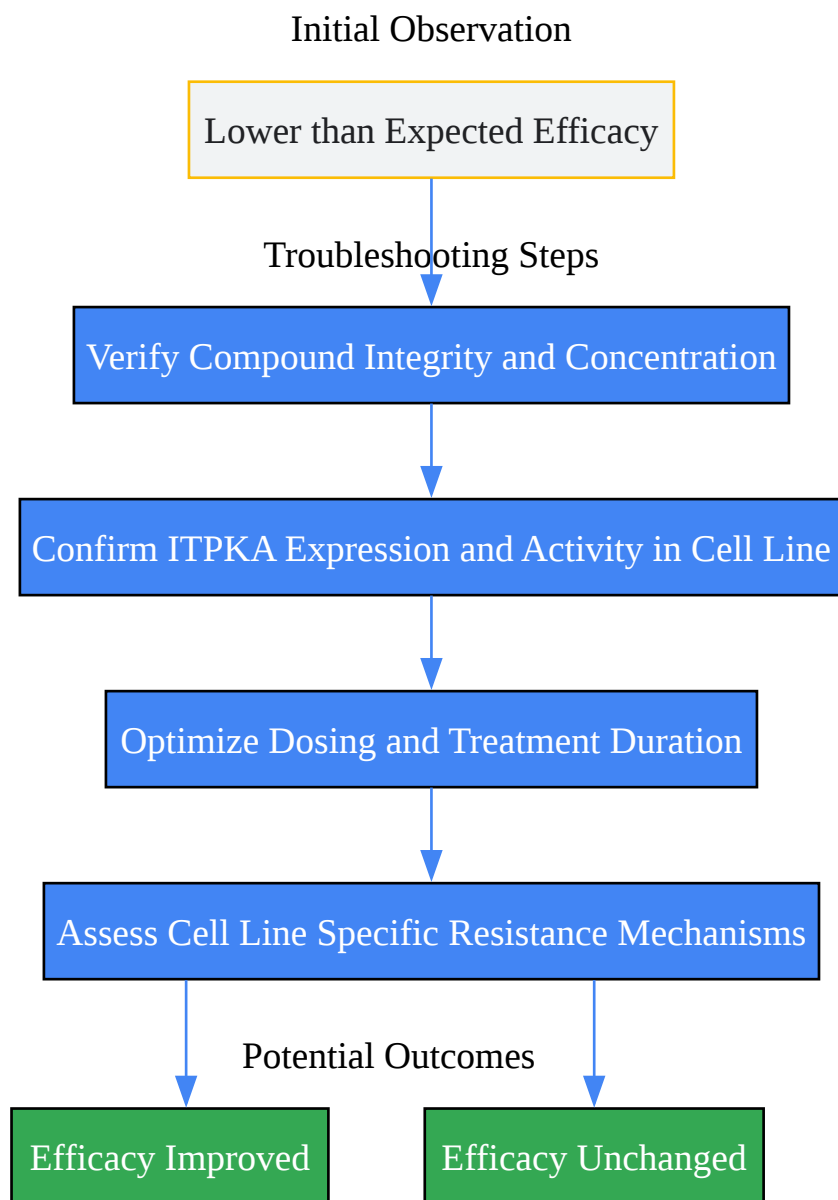 Initial Observation
Lower than Expected Efficacy
Troubleshooting Steps
Verify Compound Integrity and Concentration
Confirm ITPKA Expression and Activity in Cell Line
Optimize Dosing and Treatment Duration
Assess Cell Line Specific Resistance Mechanisms
Potential Outcomes
Efficacy Improved
Efficacy Unchanged